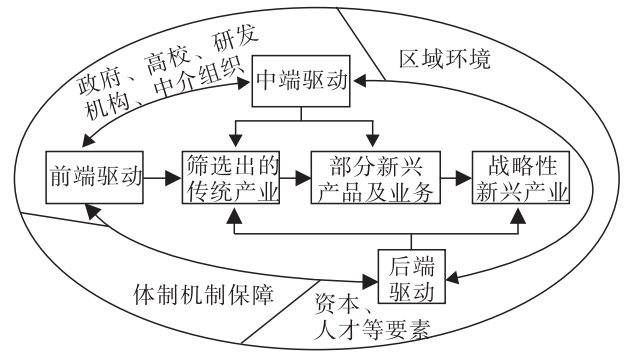 政府、高校、研发
机构、中介组织
中端驱动
区域环境
前端驱动
筛选出的
传统产业
部分新兴
产品及业务
战略性
新兴产业
后端
驱动
体制机制保障
资本、
人才等要素